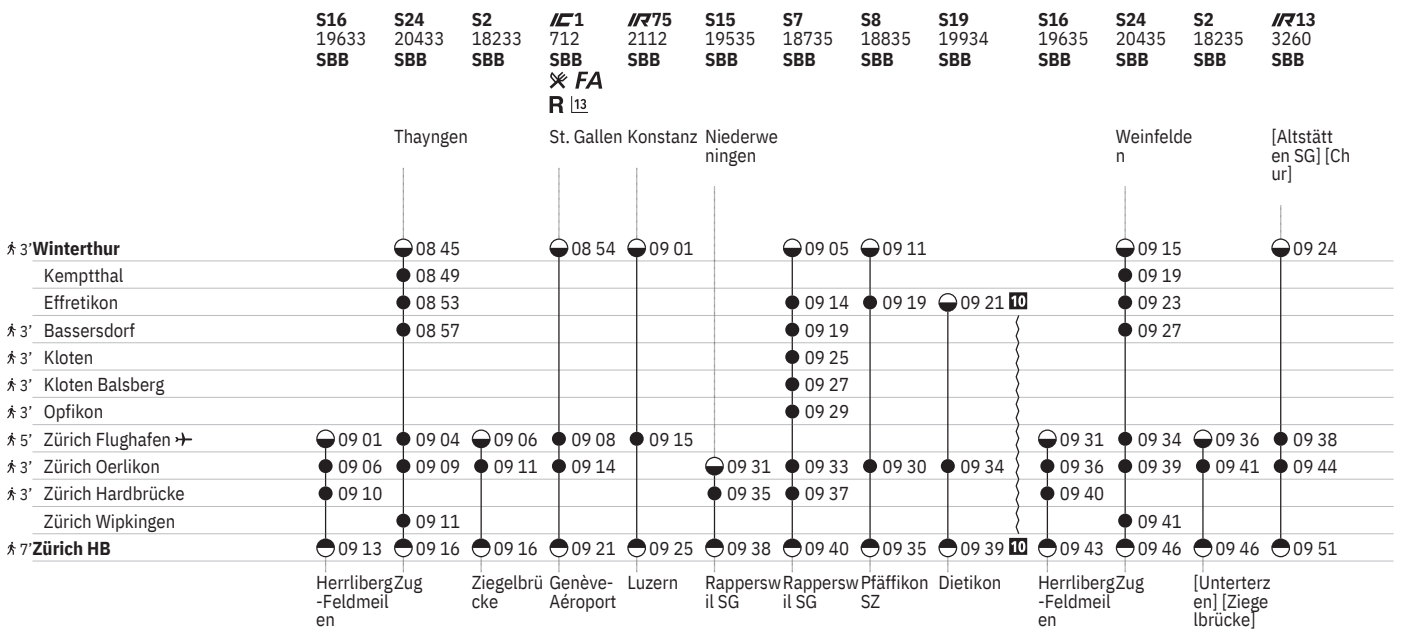 S16 S24 S2 IC1 IR75 S15 S7 S8 S19 S16 S24 S2 IR13
19633 20433 18233 712 2112 19535 18735 18835 19934 19635 20435 18235 3260
SBB SBB SBB SBB SBB SBB SBB SBB SBB SBB SBB SBB SBB
FA
R 13
Thayngen St. Gallen Konstanz Niederwe Weinfelde [Altstätt
ningen n en SG] [Ch
ur]
3' Winterthur 08 45 08 54 09 01 09 05 09 11 09 15 09 24
Kemptthal 08 49 09 19
Effretikon 08 53 09 14 09 19 09 21 10 09 23
3' Bassersdorf 08 57 09 19 09 27
3' Kloten 09 25
3' Kloten Balsberg 09 27
3' Opfikon 09 29
5' Zürich Flughafen 09 01 09 04 09 06 09 08 09 15 09 31 09 34 09 36 09 38
3' Zürich Oerlikon 09 06 09 09 09 11 09 14 09 31 09 33 09 30 09 34 09 36 09 39 09 41 09 44
3' Zürich Hardbrücke 09 10 09 35 09 37 09 40
Zürich Wipkingen 09 11 09 41
7' Zürich HB 09 13 09 16 09 16 09 21 09 25 09 38 09 40 09 35 09 39 10 09 43 09 46 09 46 09 51
Herrliberg Zug Ziegelbrü Genève- Luzern Rappersw Rappersw Pfäffikon Dietikon Herrliberg Zug [Unterterz
-Feldmeil cke Aéroport il SG il SG SZ -Feldmeil en] [Ziege
en en lbrücke]